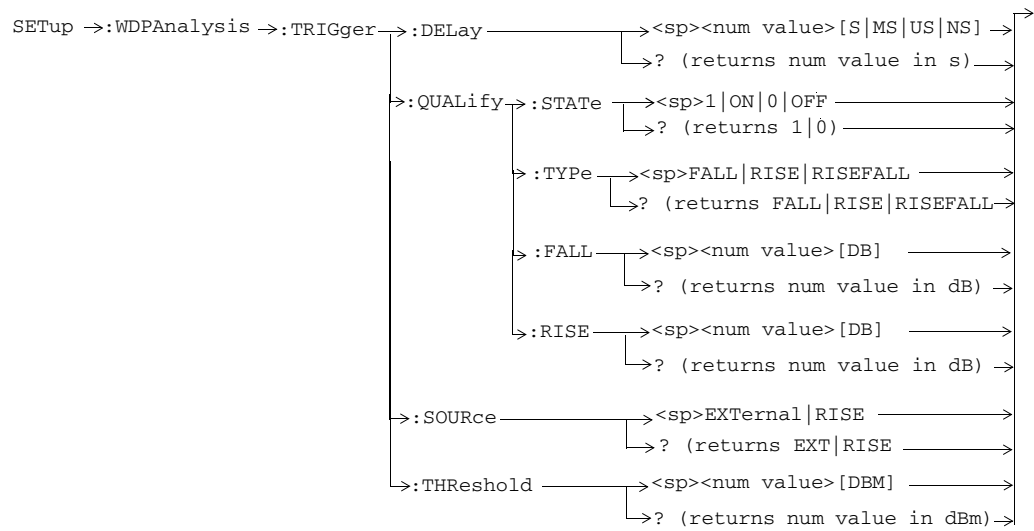 SETup :WDPAnalysis :TRIGger :DELay <sp><num value>[S|MS|US|NS]
? (returns num value in s)
:QUALify :STATe <sp>1|ON|0|OFF
? (returns 1|0)
:TYPe <sp>FALL|RISE|RISEFALL
? (returns FALL|RISE|RISEFALL
:FALL <sp><num value>[DB]
? (returns num value in dB)
:RISE <sp><num value>[DB]
? (returns num value in dB)
:SOURce <sp>EXTernal|RISE
? (returns EXT|RISE
:THReshold <sp><num value>[DBM]
? (returns num value in dBm)